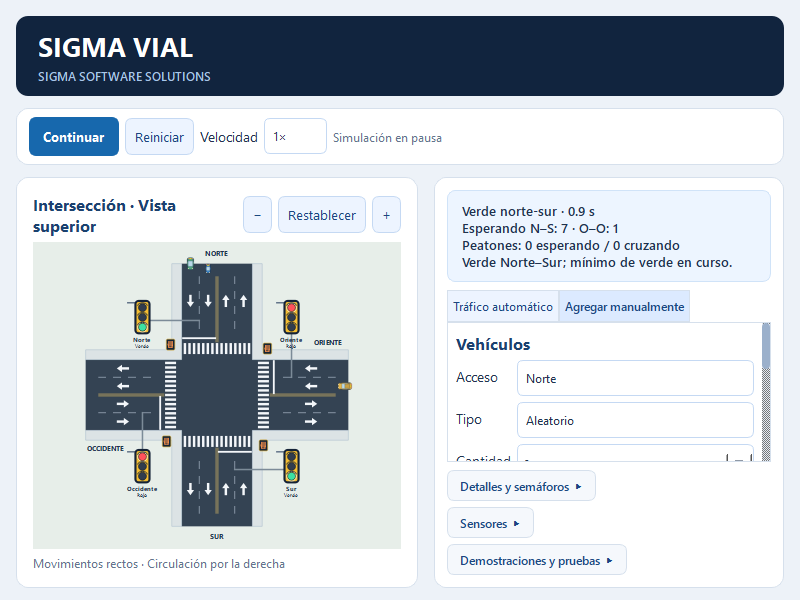 SIGMA VIAL
SIGMA SOFTWARE SOLUTIONS
Continuar
Reiniciar
Velocidad
1×
Simulación en pausa
Intersección · Vista
superior
−
Restablecer
+
NORTE
Norte
Verde
Oriente
Rojo
ORIENTE
OCCIDENTE
Occidente
Rojo
Sur
Verde
SUR
Movimientos rectos · Circulación por la derecha
Verde norte-sur · 0.9 s
Esperando N–S: 7 · O–O: 1
Peatones: 0 esperando / 0 cruzando
Verde Norte–Sur; mínimo de verde en curso.
Tráfico automático
Agregar manualmente
Vehículos
Acceso
Norte
Tipo
Aleatorio
Cantidad
Detalles y semáforos ▸
Sensores ▸
Demostraciones y pruebas ▸